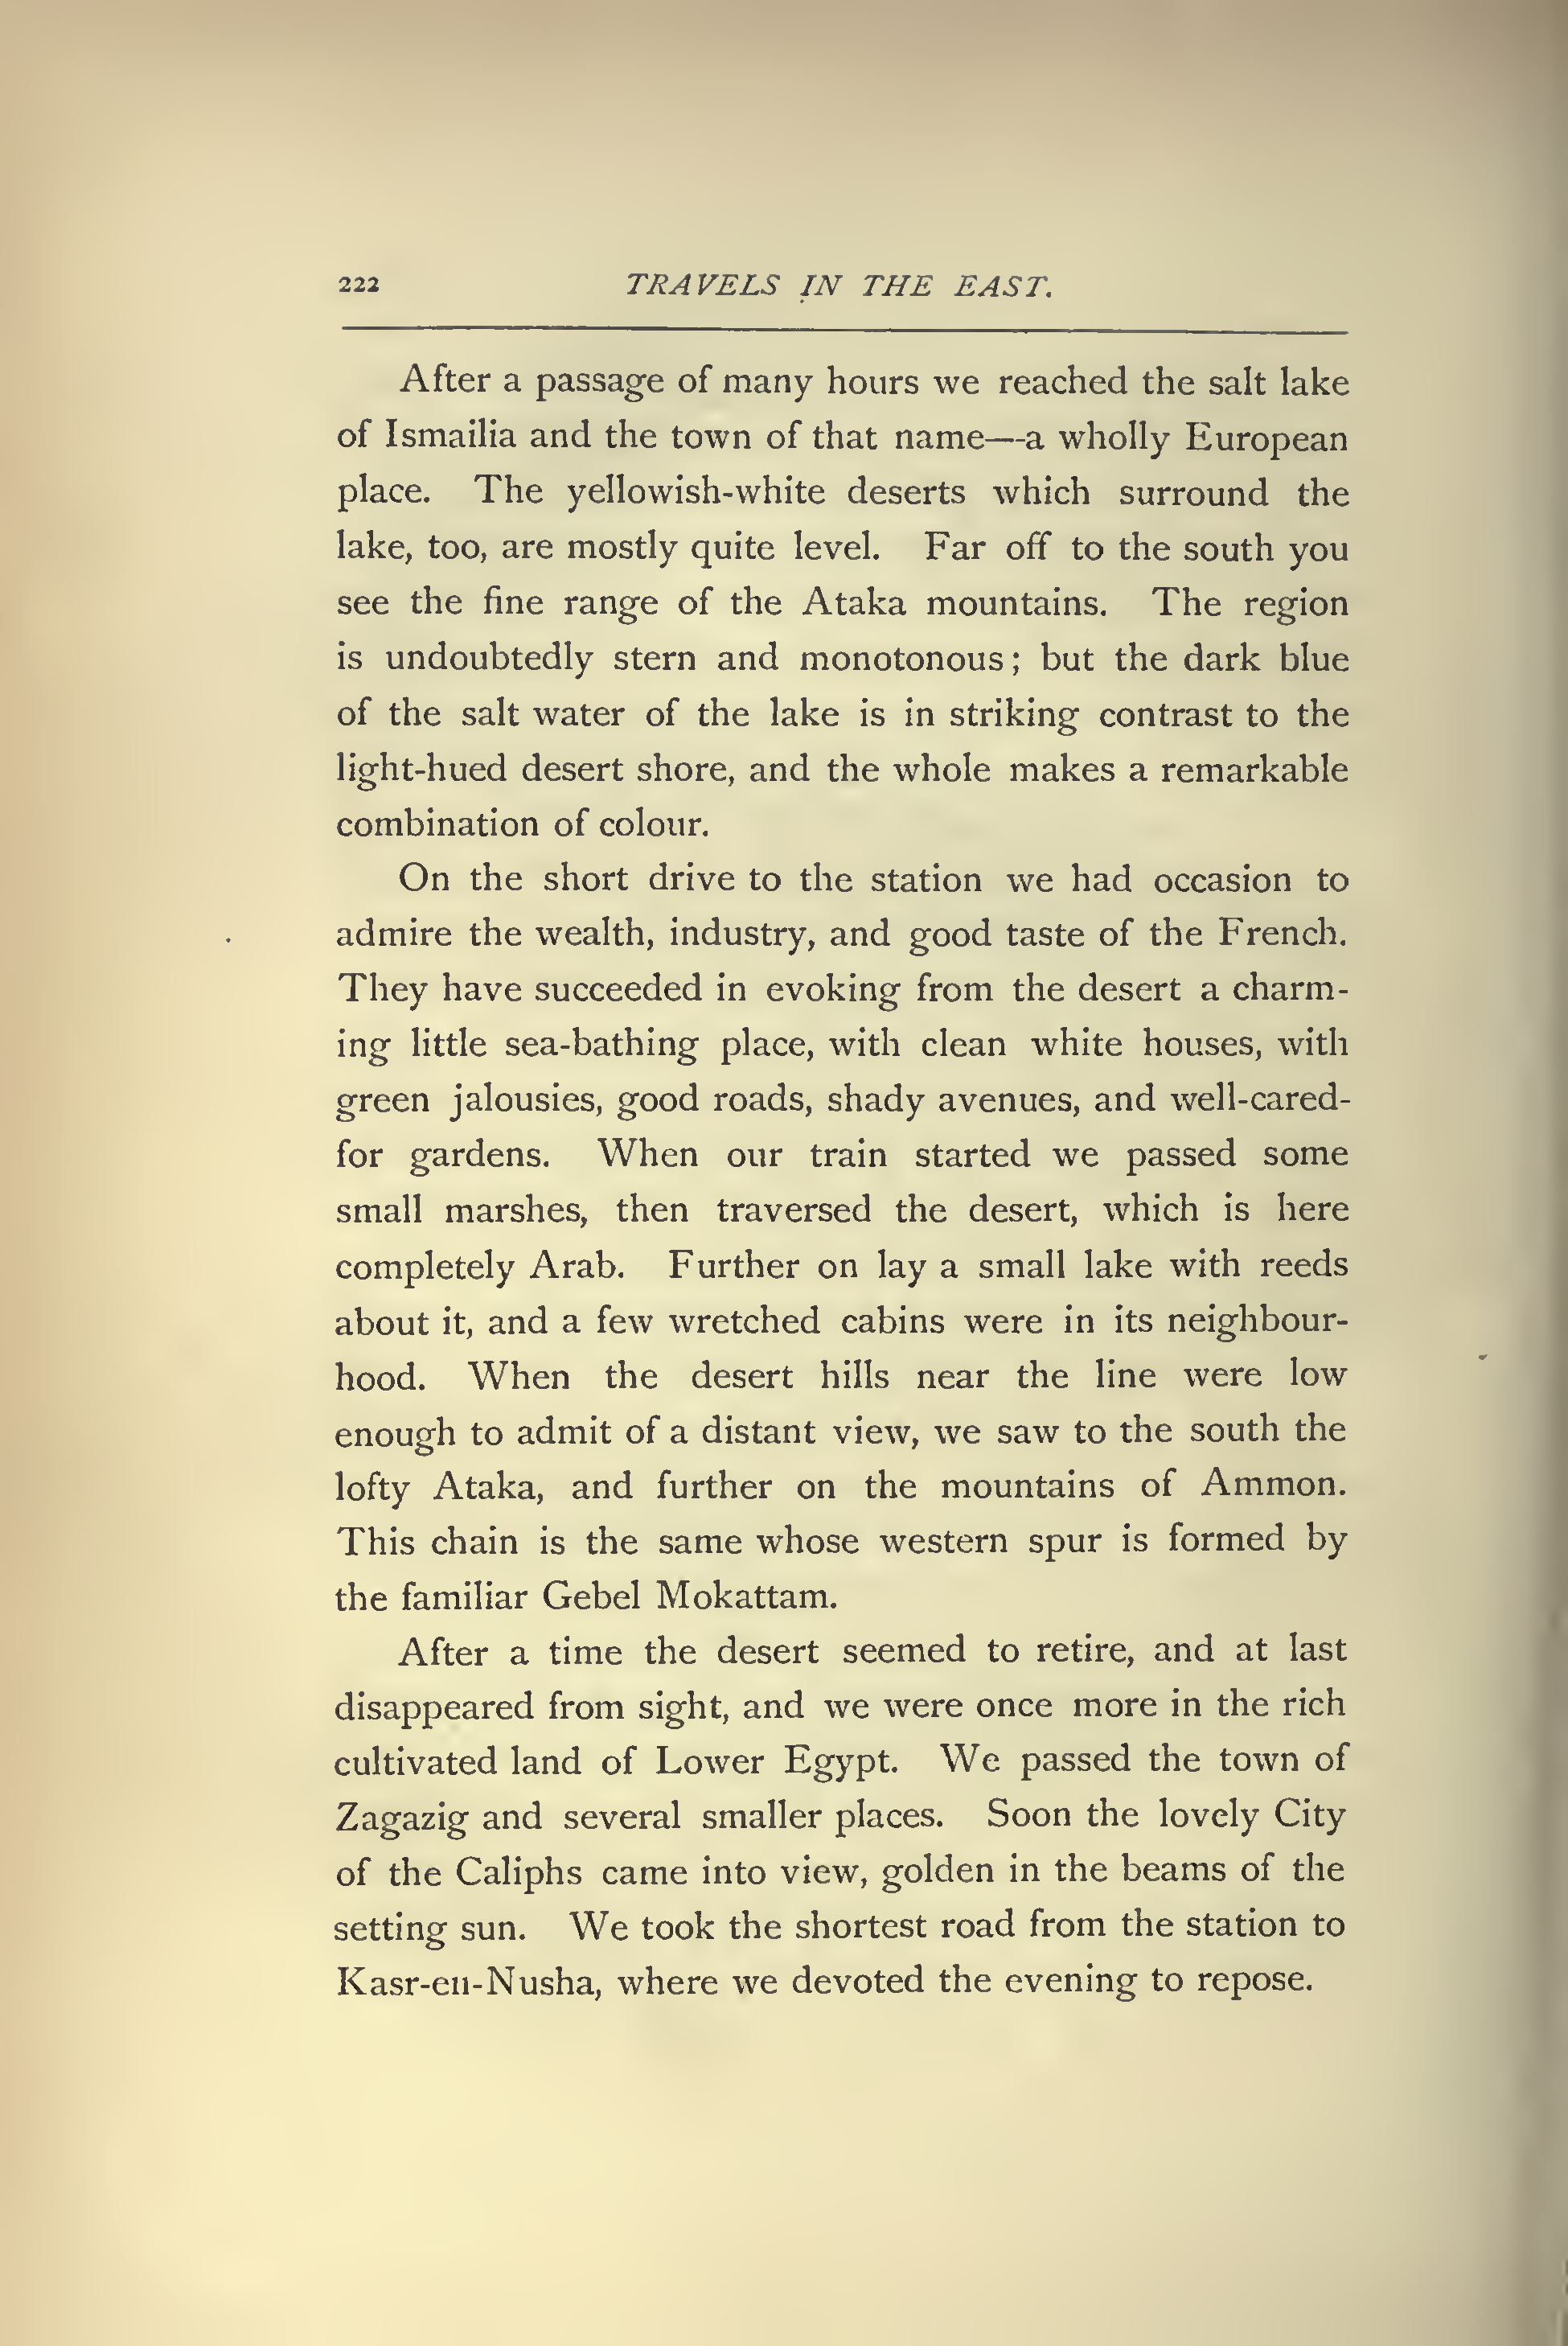 222 TRAVELS IN THE EAST.
After a passage of many hours we reached the salt lake
of Ismailia and the town of that name—a wholly European
place. The yellowish-white deserts which surround the
lake, too, are mostly quite level. Far off to the south you
see the fine range of the Ataka mountains. The region
is undoubtedly stern and monotonous; but the dark blue
of the salt water of the lake is in striking contrast to the
light-hued desert shore, and the whole makes a remarkable
combination of colour.
On the short drive to the station we had occasion to
admire the wealth, industry, and good taste of the French.
They have succeeded in evoking from the desert a charm-
ing little sea-bathing place, with clean white houses, with
green jalousies, good roads, shady avenues, and well-cared-
for gardens. When our train started we passed some
small marshes, then traversed the desert, which is here
completely Arab. Further on lay a small lake with reeds
about it, and a few wretched cabins were in its neighbour-
hood. When the desert hills near the line were low
enough to admit of a distant view, we saw to the south the
lofty Ataka, and further on the mountains of Ammon.
This chain is the same whose western spur is formed by
the familiar Gebel Mokattam.
After a time the desert seemed to retire, and at last
disappeared from sight, and we were once more in the rich
cultivated land of Lower Egypt. We passed the town of
Zagazig and several smaller places. Soon the lovely City
of the Caliphs came into view, golden in the beams of the
setting sun. We took the shortest road from the station to
Kasr-en-Nusha, where we devoted the evening to repose.